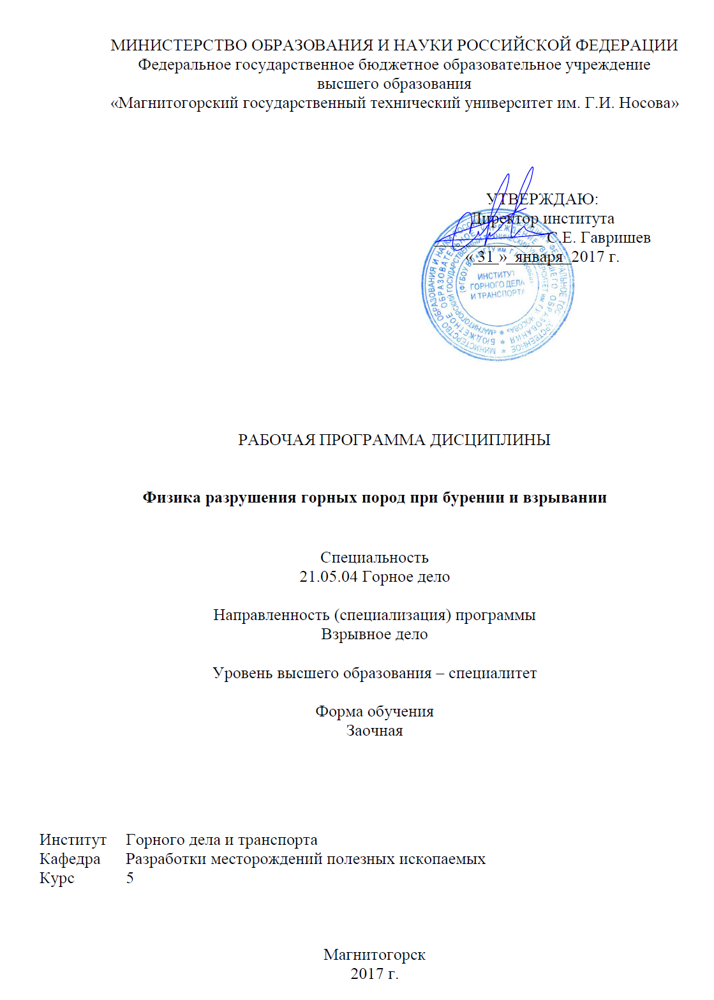 МИНИСТЕРСТВО ОБРАЗОВАНИЯ И НАУКИ РОССИЙСКОЙ ФЕДЕРАЦИИ
Федеральное государственное бюджетное образовательное учреждение
высшего образования
«Магнитогорский государственный технический университет им. Г.И. Носова»
УТВЕРЖДАЮ:
Директор института
С.Е. Гавришев
« 31 » января 2017 г.
ИНСТИТУТ
ГОРНОГО ДЕЛА
И ТРАНСПОРТА
РАБОЧАЯ ПРОГРАММА ДИСЦИПЛИНЫ
Физика разрушения горных пород при бурении и взрывании
Специальность
21.05.04 Горное дело
Направленность (специализация) программы
Взрывное дело
Уровень высшего образования – специалитет
Форма обучения
Заочная
Институт Горного дела и транспорта
Кафедра Разработки месторождений полезных ископаемых
Курс 5
Магнитогорск
2017 г.